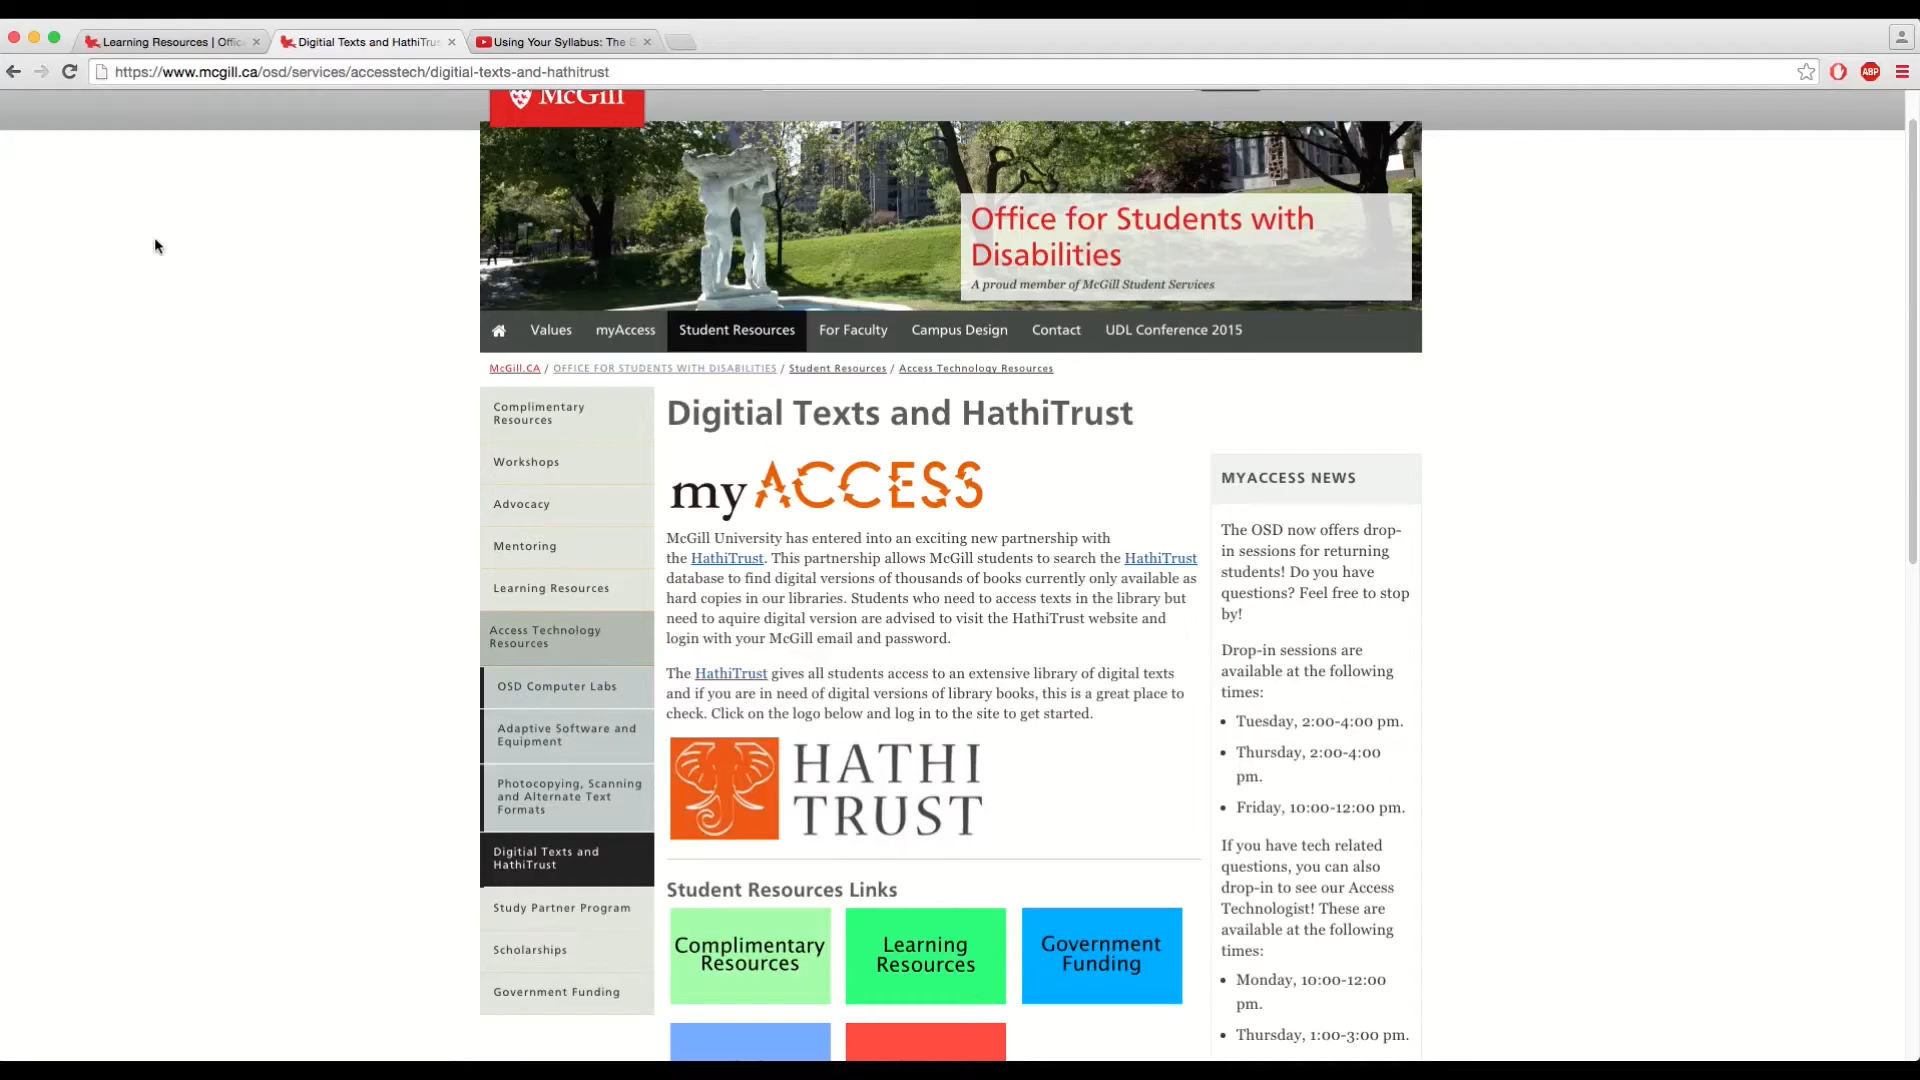 Learning Resources | Offic
Digitial Texts and HathiTrus
Using Your Syllabus: The S
https://www.mcgill.ca/osd/services/accesstech/digitial-texts-and-hathitrust
ABP
McGill
Office for Students with
Disabilities
A proud member of McGill Student Services
Values myAccess Student Resources For Faculty Campus Design Contact UDL Conference 2015
McGill.CA / OFFICE FOR STUDENTS WITH DISABILITIES / Student Resources / Access Technology Resources
Complimentary
Resources
Workshops
Advocacy
Mentoring
Learning Resources
Access Technology
Resources
OSD Computer Labs
Adaptive Software and
Equipment
Photocopying, Scanning
and Alternate Text
Formats
Digitial Texts and
HathiTrust
Study Partner Program
Scholarships
Government Funding
Digitial Texts and HathiTrust
my ACCESS
McGill University has entered into an exciting new partnership with
the HathiTrust. This partnership allows McGill students to search the HathiTrust
database to find digital versions of thousands of books currently only available as
hard copies in our libraries. Students who need to access texts in the library but
need to aquire digital version are advised to visit the HathiTrust website and
login with your McGill email and password.
The HathiTrust gives all students access to an extensive library of digital texts
and if you are in need of digital versions of library books, this is a great place to
check. Click on the logo below and log in to the site to get started.
HATHI
TRUST
Student Resources Links
Complimentary
Resources
Learning
Resources
Government
Funding
MYACCESS NEWS
The OSD now offers drop-
in sessions for returning
students! Do you have
questions? Feel free to stop
by!
Drop-in sessions are
available at the following
times:
• Tuesday, 2:00-4:00 pm.
• Thursday, 2:00-4:00
pm.
• Friday, 10:00-12:00 pm.
If you have tech related
questions, you can also
drop-in to see our Access
Technologist! These are
available at the following
times:
• Monday, 10:00-12:00
pm.
• Thursday, 1:00-3:00 pm.